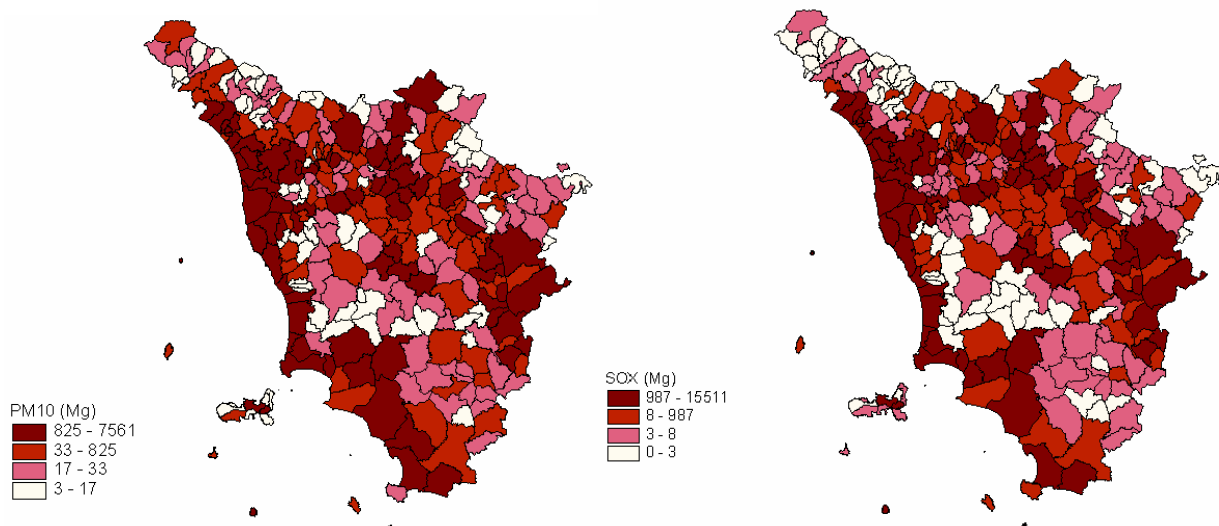 PM10 (Mg)
825 - 7561
33 - 825
17 - 33
3 - 17
SOX (Mg)
987 - 15511
8 - 987
3 - 8
0 - 3